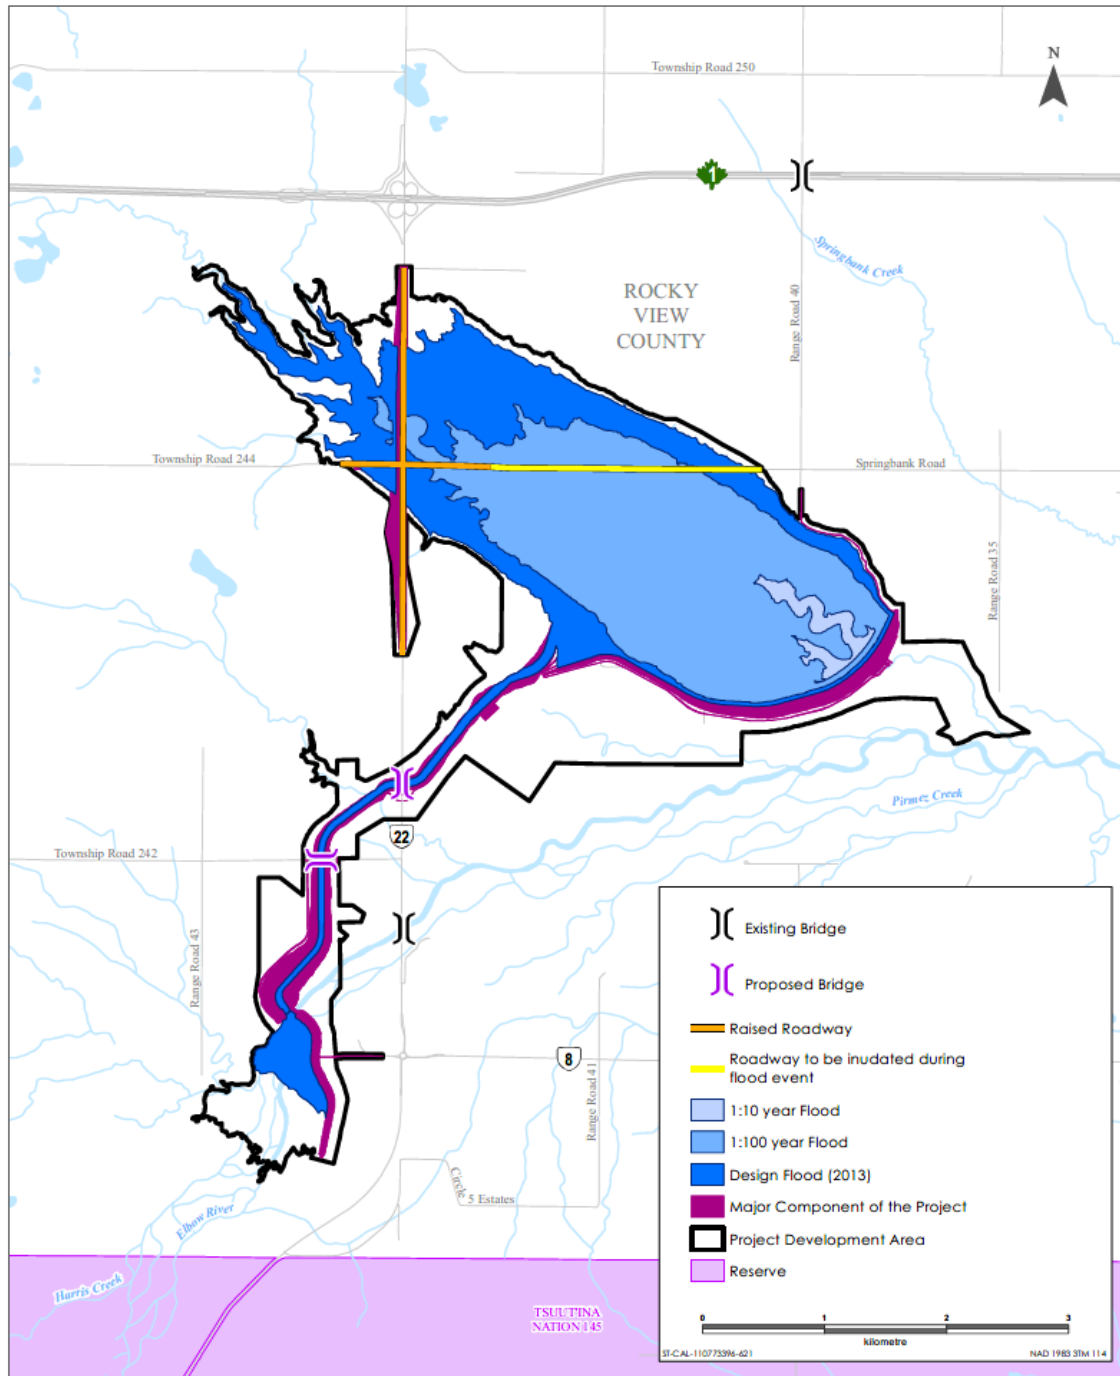 Township Road 250
N
1
Springbank Creek
Range Road 40
ROCKY
VIEW
COUNTY
Township Road 244
Springbank Road
Range Road 35
Pirmez Creek
22
Township Road 242
Range Road 43
8
Range Road 41
Circle 5 Estates
Elbow River
Harris Creek
TSUUT'INA
NATION 145
Existing Bridge
Proposed Bridge
Raised Roadway
Roadway to be inudated during
flood event
1:10 year Flood
1:100 year Flood
Design Flood (2013)
Major Component of the Project
Project Development Area
Reserve
0 1 2 3
kilometre
ST-CAL-110773396-621
NAD 1983 3TM 114